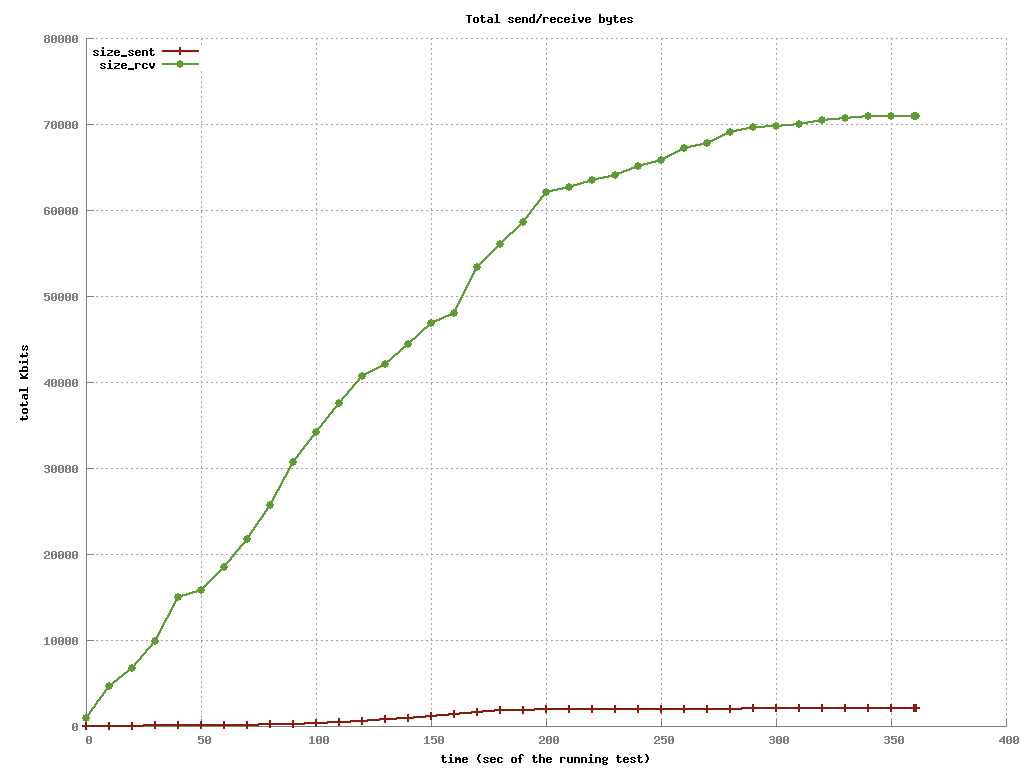 Total send/receive bytes
80000
size_sent
size_rcv
70000
60000
50000
total Kbits
40000
30000
20000
10000
0
0 50 100 150 200 250 300 350 400
time (sec of the running test)